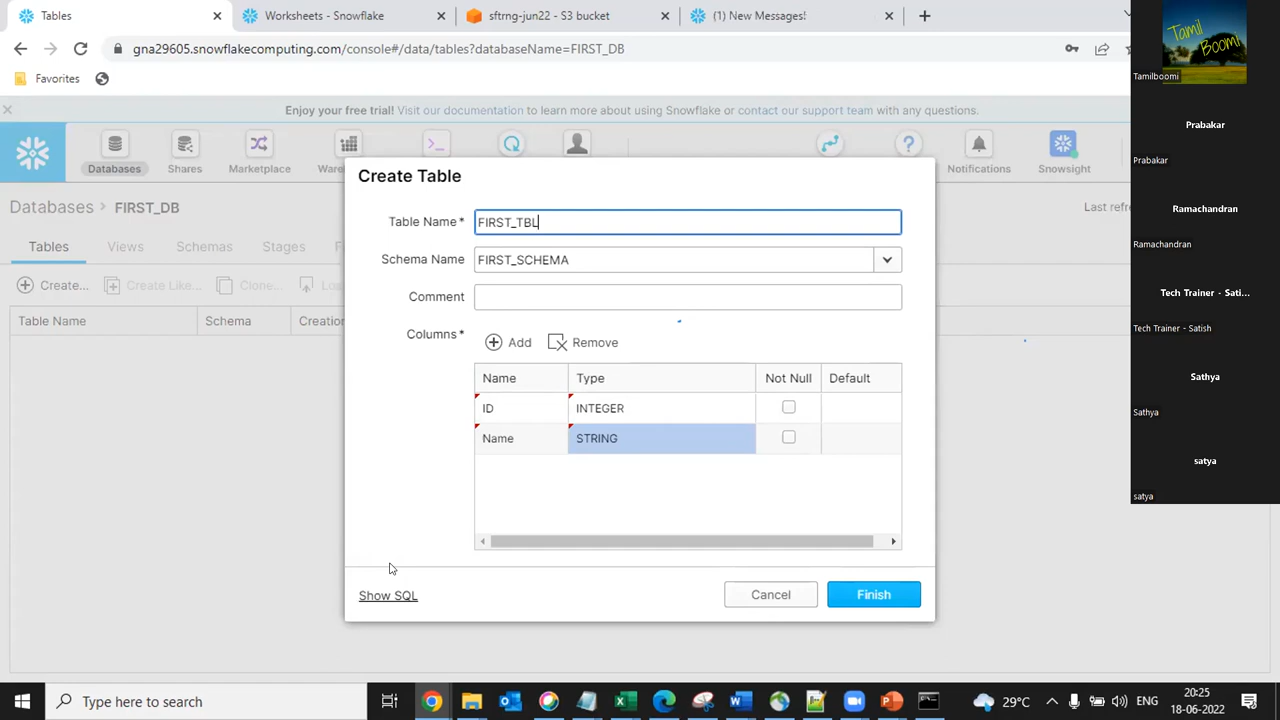 Tables
Worksheets - Snowflake
sftrng-jun22 - S3 bucket
(1) New Messages!
gna29605.snowflakecomputing.com/console#/data/tables?databaseName=FIRST_DB
Favorites
Enjoy your free trial! Visit our documentation to learn more about using Snowflake or contact our support team with any questions.
Databases
Shares
Marketplace
Notifications
Snowsight
Databases > FIRST_DB
Tables
Views
Schemas
Stages
Create...
Create Like...
Clone...
Table Name
Schema
Create Table
Table Name *
FIRST_TBL
Schema Name
FIRST_SCHEMA
Comment
Columns *
Add
Remove
Name
Type
Not Null
Default
ID
INTEGER
Name
STRING
Show SQL
Cancel
Finish
Tamil
Boomi
Tamilboomi
Prabakar
Prabakar
Ramachandran
Ramachandran
Tech Trainer - Sati...
Tech Trainer - Satish
Sathya
Sathya
satya
satya
Type here to search
29°C
ENG
20:25
18-06-2022